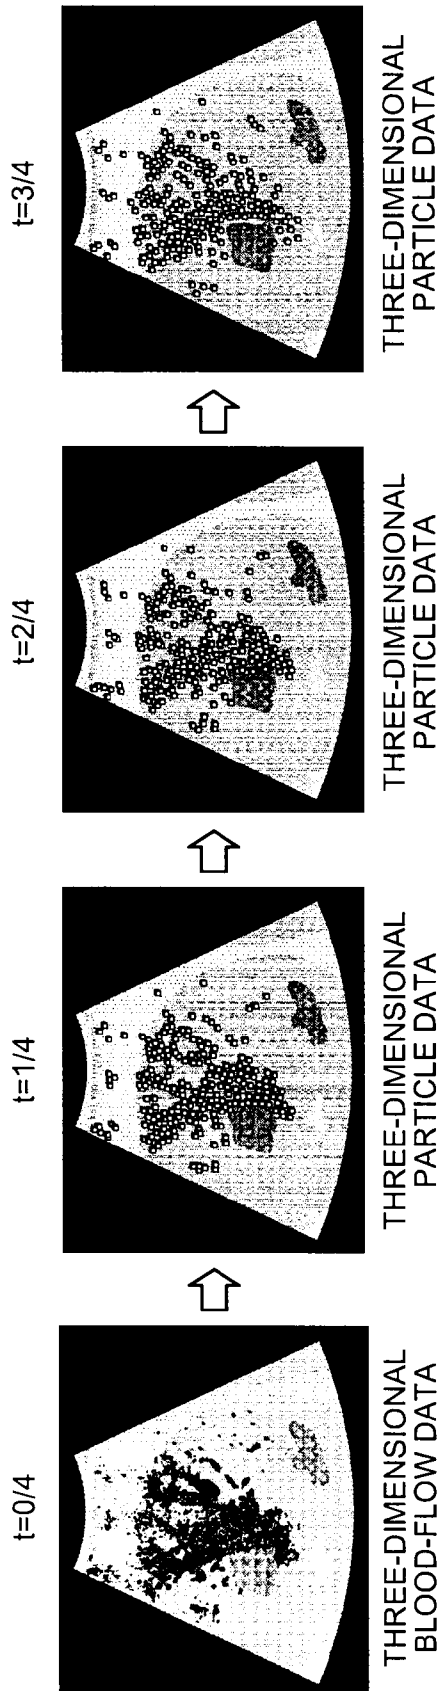 t=0/4
THREE-DIMENSIONAL
BLOOD-FLOW DATA
t=1/4
THREE-DIMENSIONAL
PARTICLE DATA
t=2/4
THREE-DIMENSIONAL
PARTICLE DATA
t=3/4
THREE-DIMENSIONAL
PARTICLE DATA